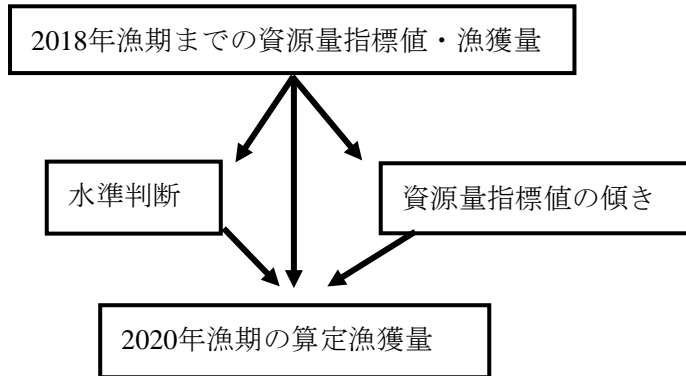 2018年漁期までの資源量指標値・漁獲量
水準判断
資源量指標値の傾き
2020年漁期の算定漁獲量